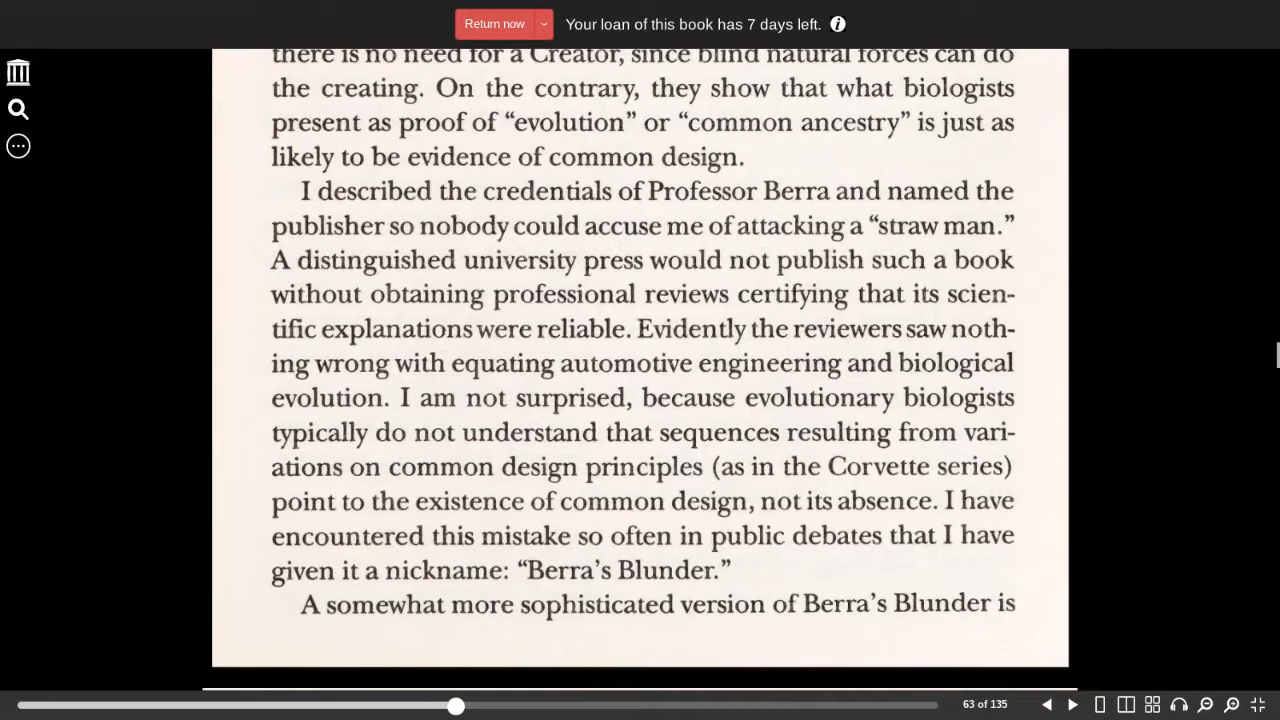 Return now
Your loan of this book has 7 days left.
there is no need for a Creator, since blind natural forces can do
the creating. On the contrary, they show that what biologists
present as proof of “evolution” or “common ancestry” is just as
likely to be evidence of common design.
I described the credentials of Professor Berra and named the
publisher so nobody could accuse me of attacking a “straw man.”
A distinguished university press would not publish such a book
without obtaining professional reviews certifying that its scien-
tific explanations were reliable. Evidently the reviewers saw noth-
ing wrong with equating automotive engineering and biological
evolution. I am not surprised, because evolutionary biologists
typically do not understand that sequences resulting from vari-
ations on common design principles (as in the Corvette series)
point to the existence of common design, not its absence. I have
encountered this mistake so often in public debates that I have
given it a nickname: “Berra’s Blunder.”
A somewhat more sophisticated version of Berra’s Blunder is
63 of 135